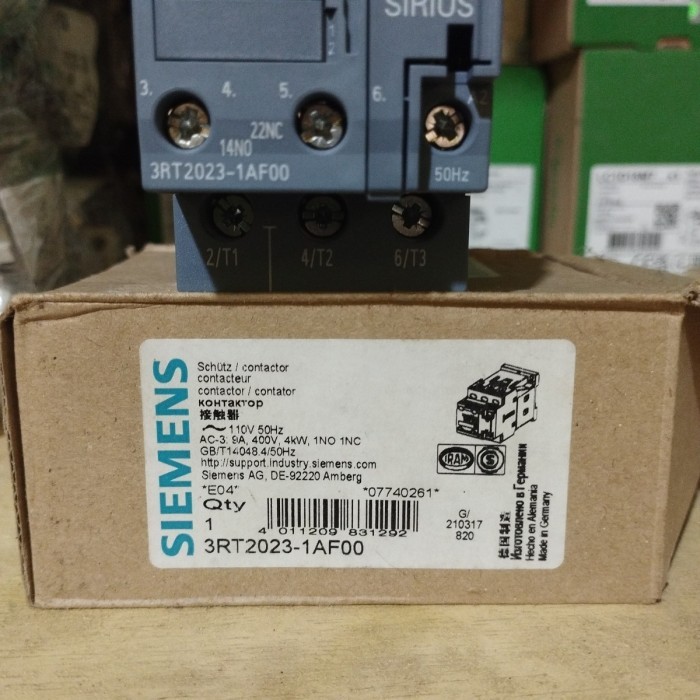 SIRIUS
3. 4. 5. 6. A2
22NC
14NO
3RT2023-1AF00
50Hz
2/T1 4/T2 6/T3
SIEMENS
Schütz / contactor
contacteur
contactor / contator
контактор
接触器
110V 50Hz
AC-3: 9A, 400V, 4kW, 1NO 1NC
GB/T14048.4/50Hz
http://support.industry.siemens.com
Siemens AG, DE-92220 Amberg
*E04* *07740261*
Qty
1
4 011209 831292
3RT2023-1AF00
IRAM S
G/
210317
820
德国制造
Изготовлено в Германии
Hecho en Alemania
Made in Germany